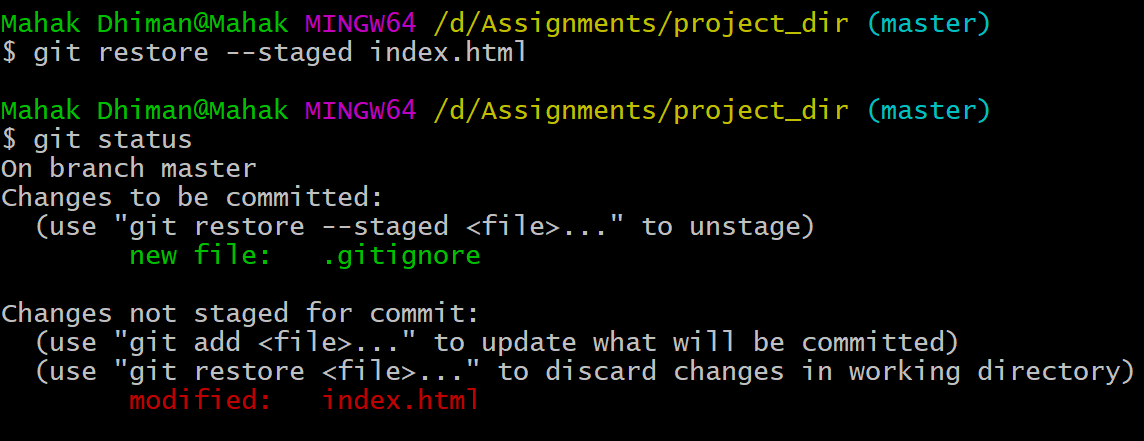 Mahak Dhiman@Mahak MINGW64 /d/Assignments/project_dir (master)
$ git restore --staged index.html
Mahak Dhiman@Mahak MINGW64 /d/Assignments/project_dir (master)
$ git status
On branch master
Changes to be committed:
  (use "git restore --staged <file>..." to unstage)
        new file:   .gitignore
Changes not staged for commit:
  (use "git add <file>..." to update what will be committed)
  (use "git restore <file>..." to discard changes in working directory)
        modified:   index.html